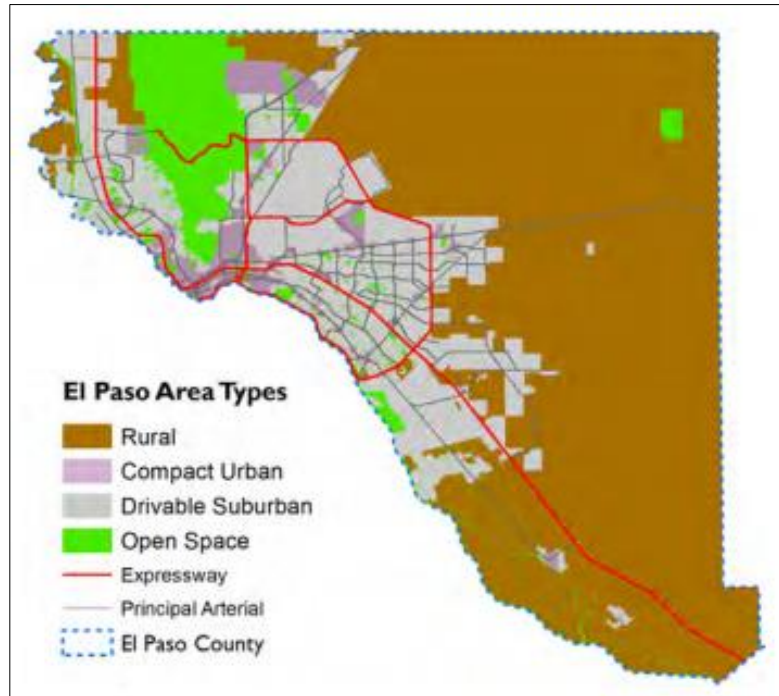 El Paso Area Types
Rural
Compact Urban
Drivable Suburban
Open Space
Expressway
Principal Arterial
El Paso County